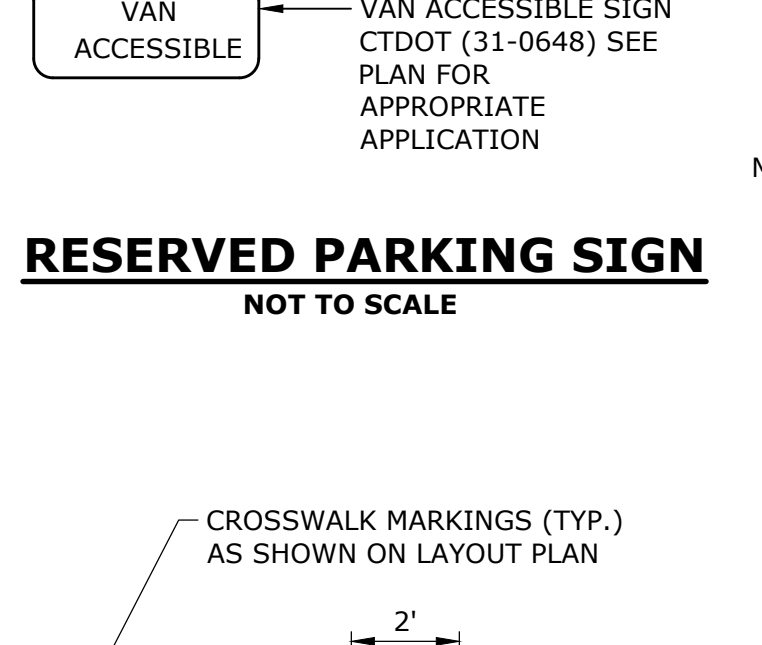 VAN
ACCESSIBLE
VAN ACCESSIBLE SIGN
CTDOT (31-0648) SEE
PLAN FOR
APPROPRIATE
APPLICATION
RESERVED PARKING SIGN
NOT TO SCALE
CROSSWALK MARKINGS (TYP.)
AS SHOWN ON LAYOUT PLAN
2'